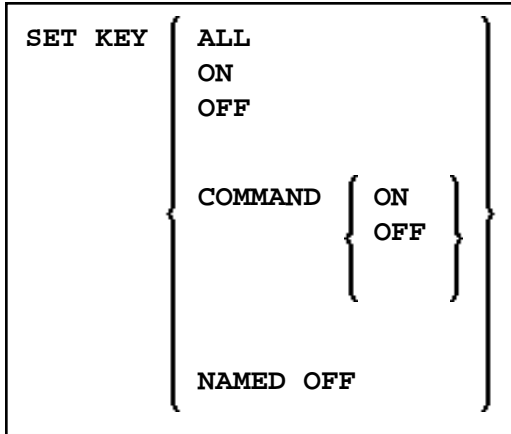 SET KEY ALL
ON
OFF
COMMAND ON
OFF
NAMED OFF